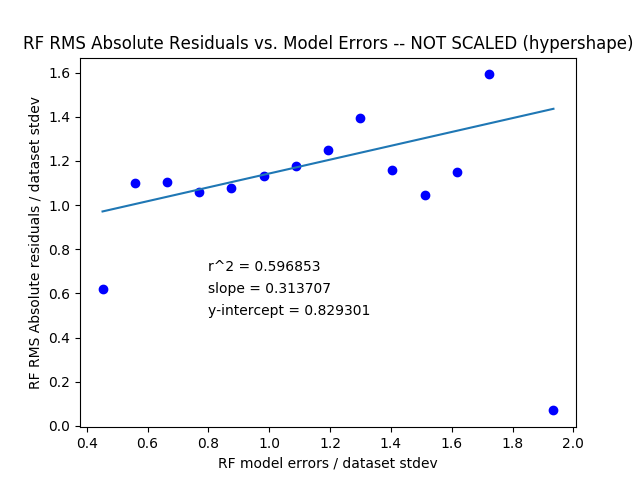 RF RMS Absolute Residuals vs. Model Errors -- NOT SCALED (hypershape)
RF RMS Absolute residuals / dataset stdev
1.6
1.4
1.2
1.0
0.8
0.6
0.4
0.2
0.0
r^2 = 0.596853
slope = 0.313707
y-intercept = 0.829301
0.4 0.6 0.8 1.0 1.2 1.4 1.6 1.8 2.0
RF model errors / dataset stdev